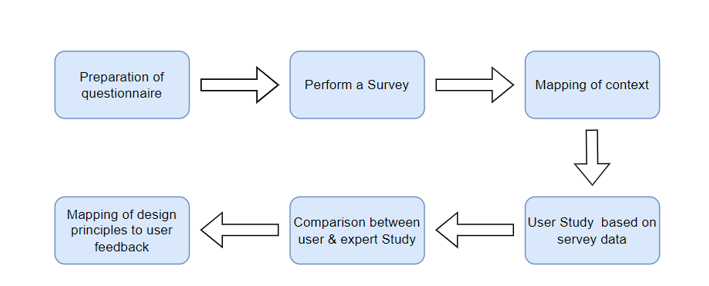 Preparation of
questionnaire
Perform a Survey
Mapping of context
User Study based on
servey data
Comparison between
user & expert Study
Mapping of design
principles to user
feedback